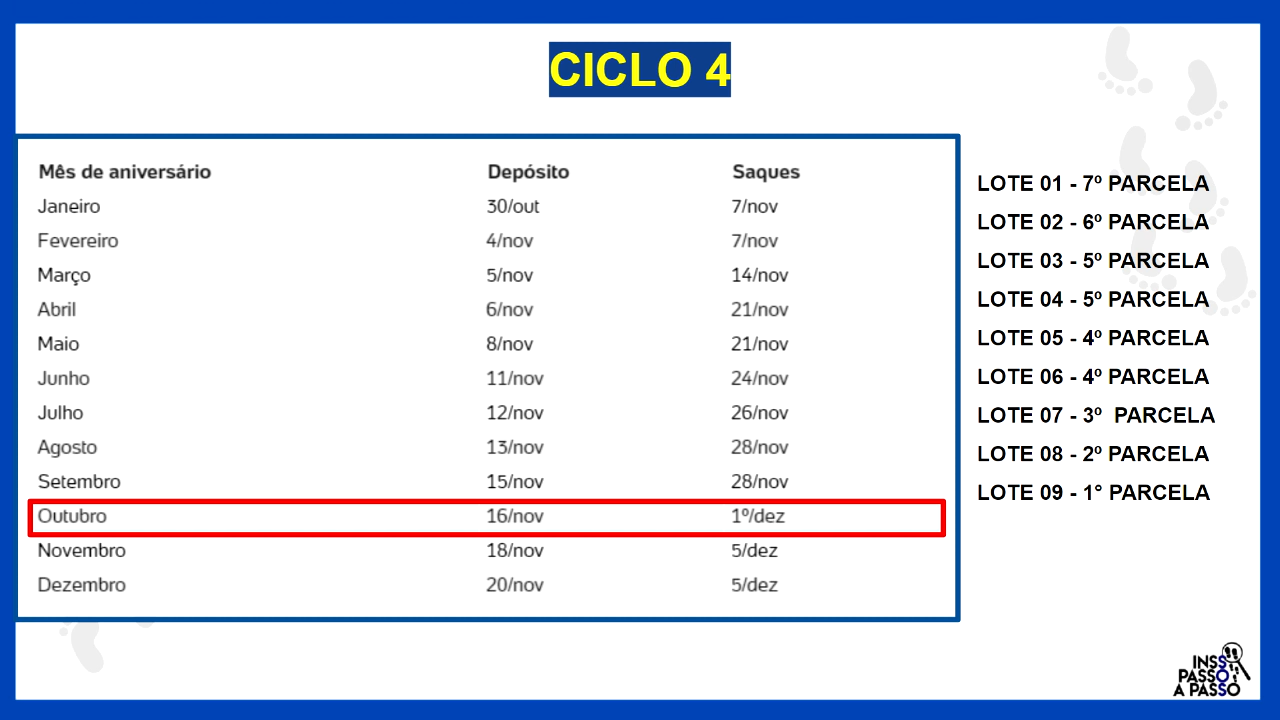 CICLO 4
Mês de aniversário Depósito Saques
Janeiro 30/out 7/nov
Fevereiro 4/nov 7/nov
Março 5/nov 14/nov
Abril 6/nov 21/nov
Maio 8/nov 21/nov
Junho 11/nov 24/nov
Julho 12/nov 26/nov
Agosto 13/nov 28/nov
Setembro 15/nov 28/nov
Outubro 16/nov 1º/dez
Novembro 18/nov 5/dez
Dezembro 20/nov 5/dez
LOTE 01 - 7º PARCELA
LOTE 02 - 6º PARCELA
LOTE 03 - 5º PARCELA
LOTE 04 - 5º PARCELA
LOTE 05 - 4º PARCELA
LOTE 06 - 4º PARCELA
LOTE 07 - 3º  PARCELA
LOTE 08 - 2º PARCELA
LOTE 09 - 1° PARCELA
INSS
PASSO
A PASSO